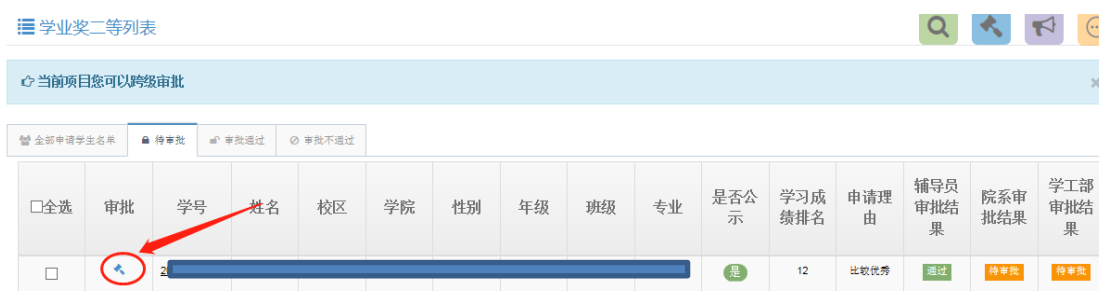 学业奖二等列表
当前项目您可以跨级审批
全部申请学生名单 待审批 审批通过 审批不通过
全选 审批 学号 姓名 校区 学院 性别 年级 班级 专业 是否公示 学习成绩排名 申请理由 辅导员审批结果 院系审批结果 学工部审批结果
是 12 比较优秀 通过 待审批 待审批